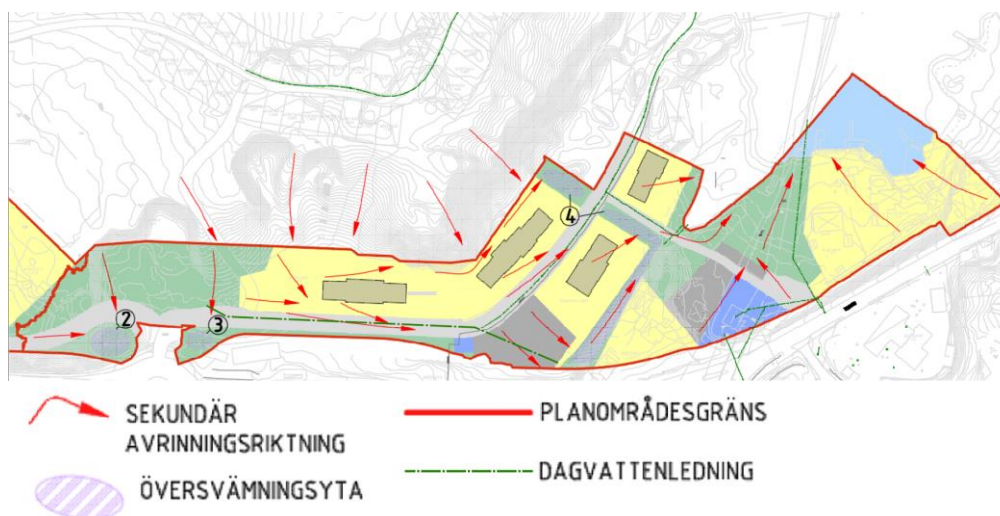 2
3
4
SEKUNDÄR
AVRINNINGSRIKTNING
PLANOMRÅDESGRÄNS
ÖVERSVÄMNINGSYTA
DAGVATTENLEDNING